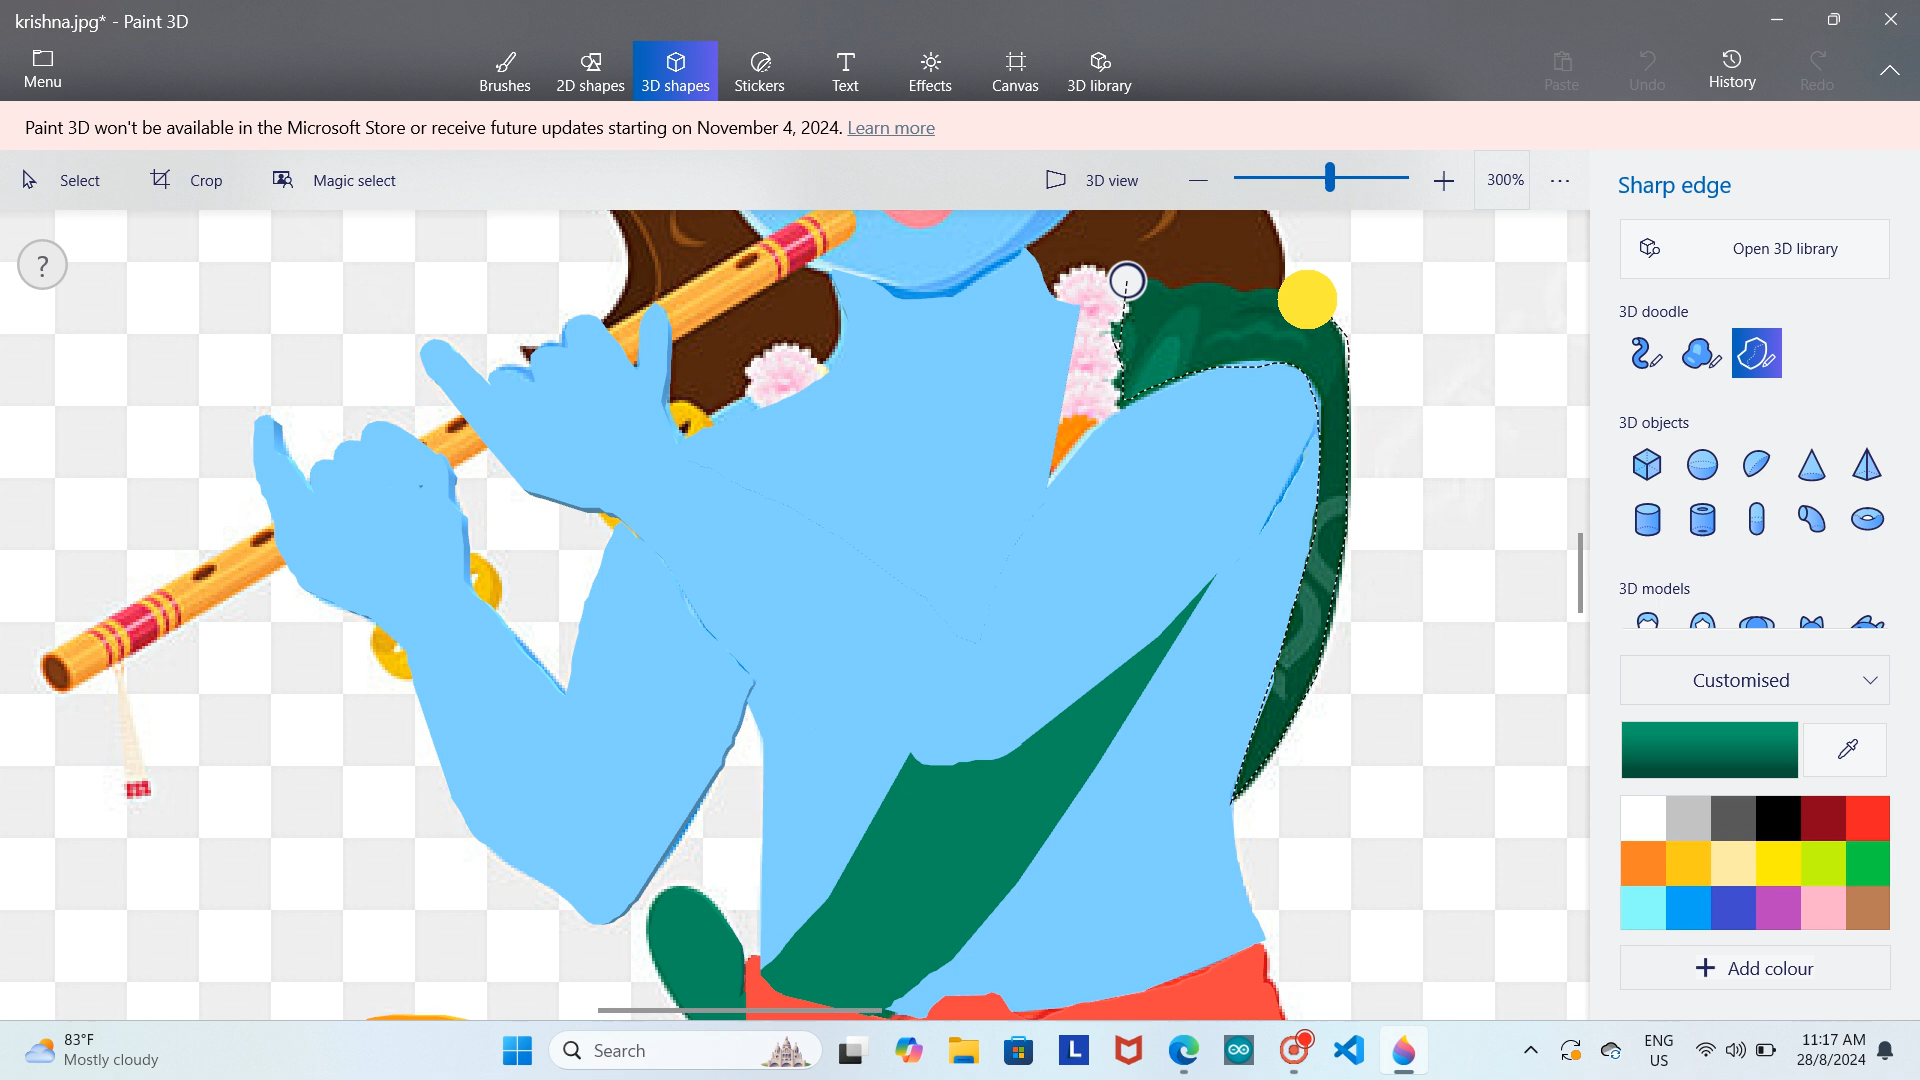 krishna.jpg* - Paint 3D
Menu
Brushes
2D shapes
3D shapes
Stickers
Text
Effects
Canvas
3D library
Paste
Undo
History
Redo
Paint 3D won't be available in the Microsoft Store or receive future updates starting on November 4, 2024. Learn more
Select
Crop
Magic select
3D view
300%
Sharp edge
?
Open 3D library
3D doodle
3D objects
3D models
Customised
Add colour
83°F
Mostly cloudy
Search
L
ENG
US
11:17 AM
28/8/2024